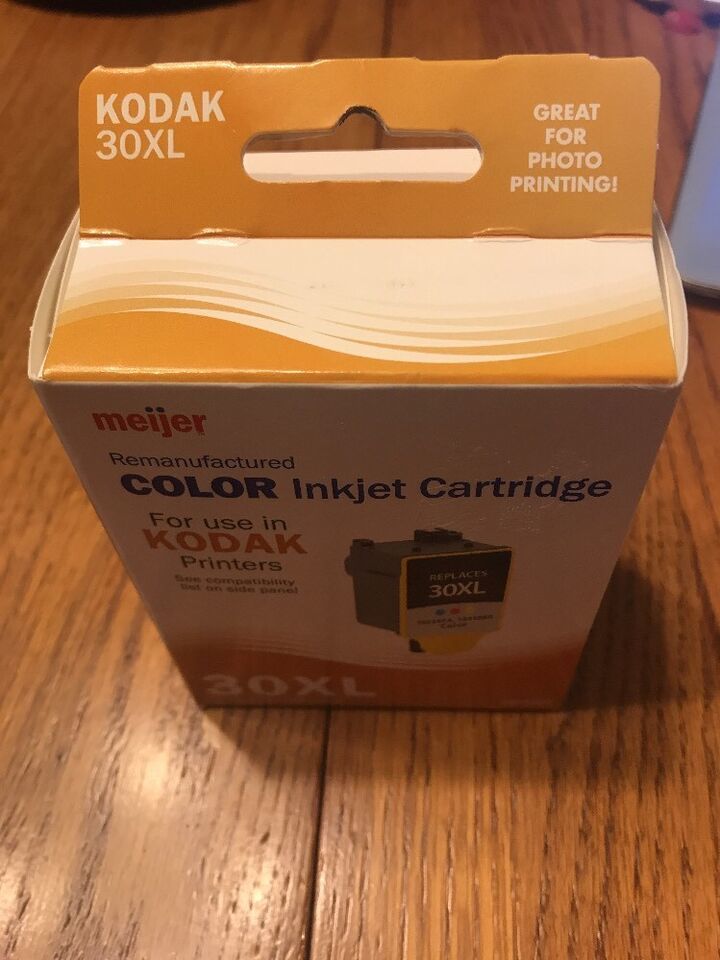 KODAK
30XL
GREAT
FOR
PHOTO
PRINTING!
meijer
Remanufactured
COLOR Inkjet Cartridge
For use in
KODAK
Printers
See compatibility
list on side panel
REPLACES
30XL
Color
30XL